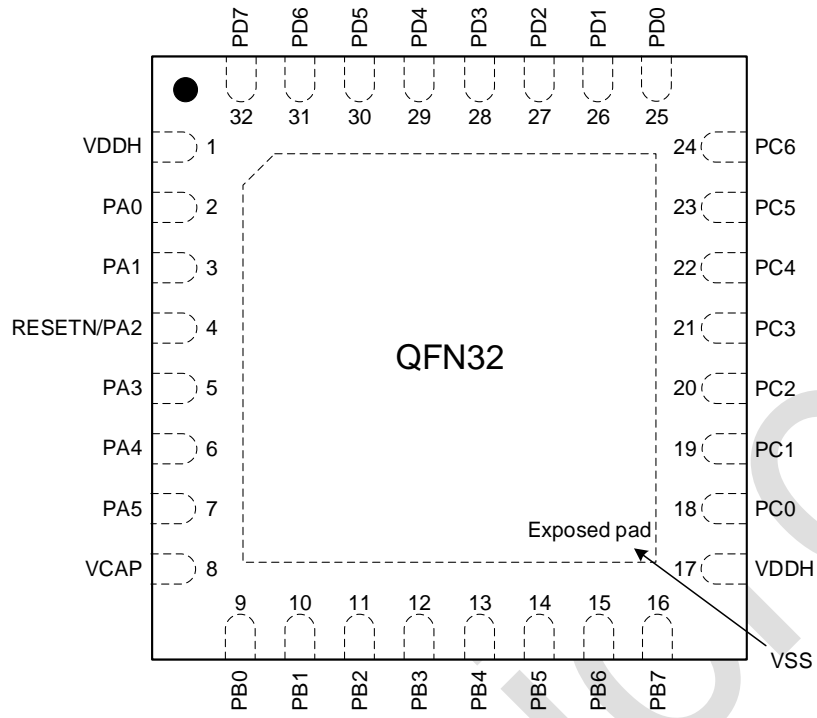 PD7 PD6 PD5 PD4 PD3 PD2 PD1 PD0
32 31 30 29 28 27 26 25
VDDH 1 24 PC6
PA0 2 23 PC5
PA1 3 22 PC4
RESETN/PA2 4 21 PC3
QFN32
PA3 5 20 PC2
PA4 6 19 PC1
PA5 7 18 PC0
Exposed pad
VCAP 8 17 VDDH
9 10 11 12 13 14 15 16
VSS
PB0 PB1 PB2 PB3 PB4 PB5 PB6 PB7